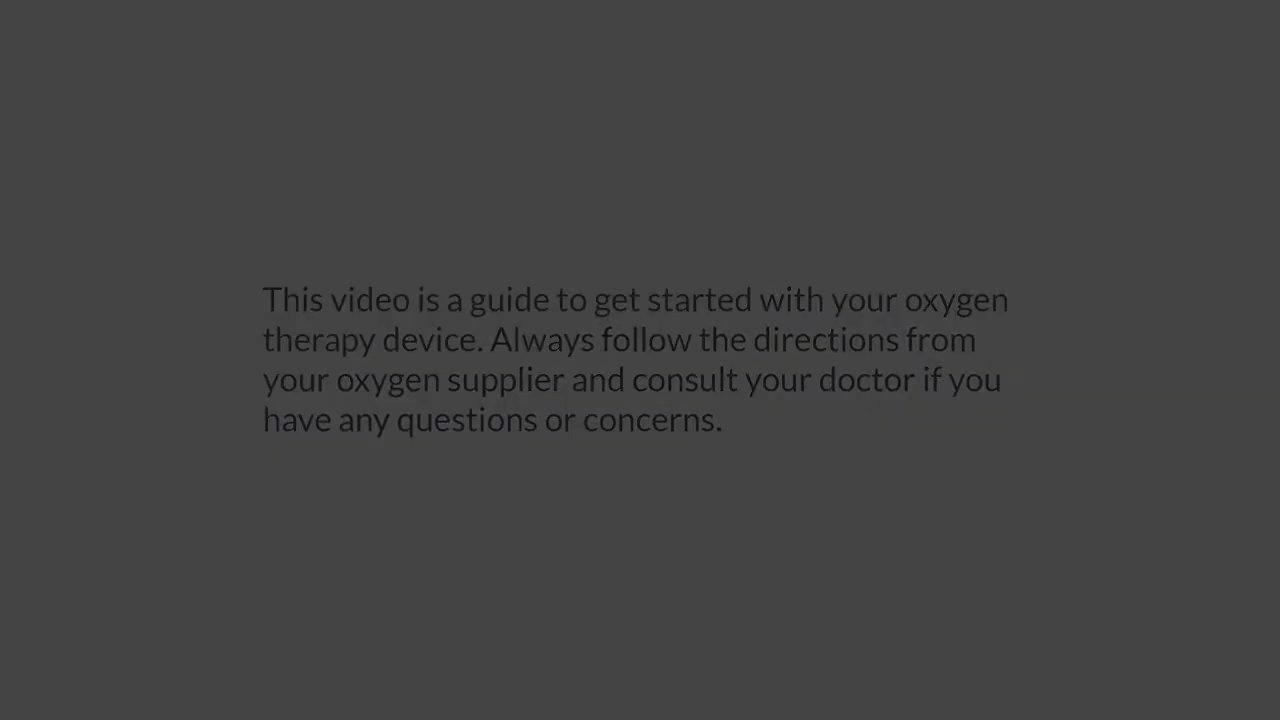 This video is a guide to get started with your oxygen
therapy device. Always follow the directions from
your oxygen supplier and consult your doctor if you
have any questions or concerns.